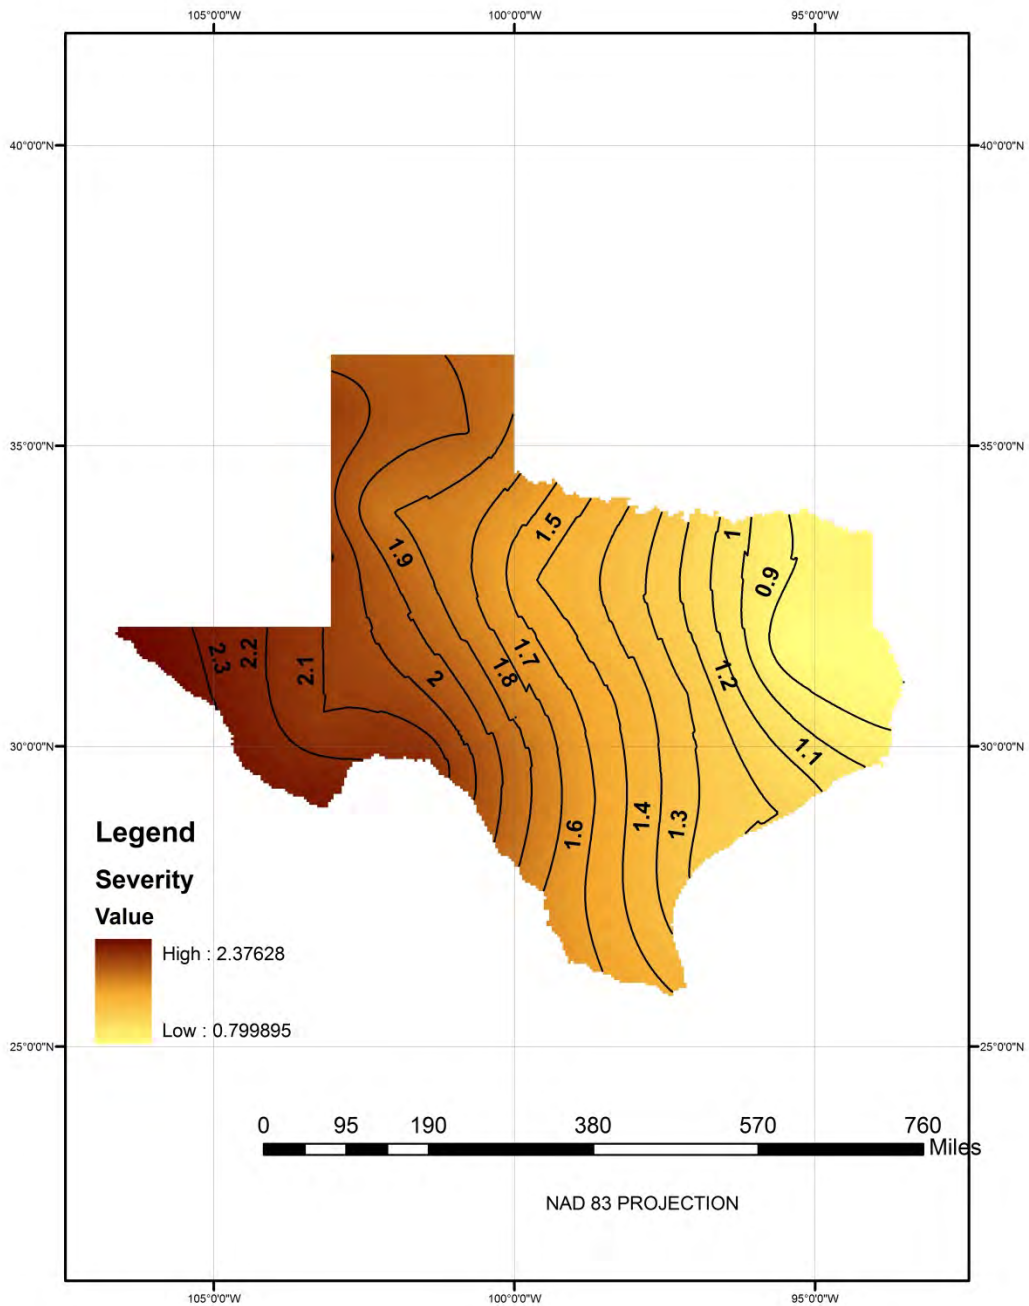 105°0'0"W 100°0'0"W 95°0'0"W
40°0'0"N 40°0'0"N
35°0'0"N 35°0'0"N
1.5
1
1.9
0.9
1.7
2.3
2.2
2.1
1.8
2
1.2
30°0'0"N 30°0'0"N
1.1
1.6
1.4
1.3
Legend
Severity
Value
High : 2.37628
Low : 0.799895
25°0'0"N 25°0'0"N
0 95 190 380 570 760
Miles
NAD 83 PROJECTION
105°0'0"W 100°0'0"W 95°0'0"W